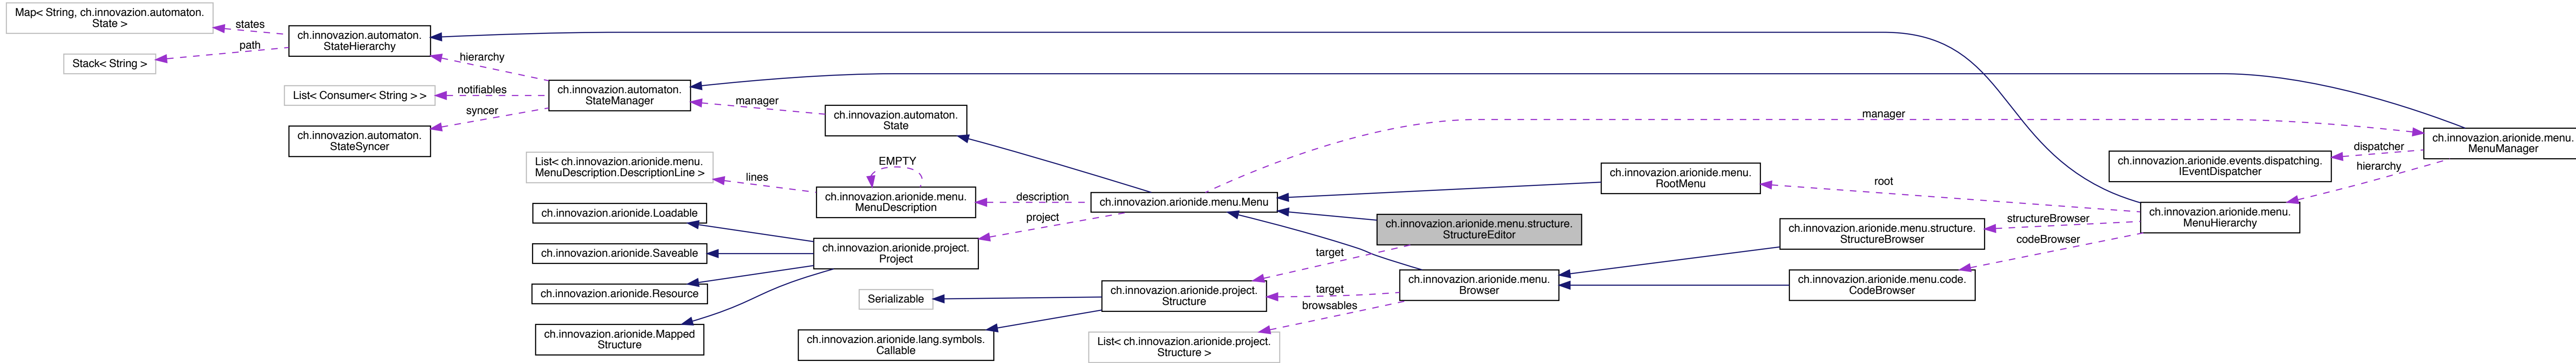 Map< String, ch.innovazion.automaton.
State >
states
path
Stack< String >
ch.innovazion.automaton.
StateHierarchy
hierarchy
List< Consumer< String > >
notifiables
syncer
ch.innovazion.automaton.
StateSyncer
ch.innovazion.automaton.
StateManager
manager
ch.innovazion.automaton.
State
List< ch.innovazion.arionide.menu.
MenuDescription.DescriptionLine >
lines
EMPTY
ch.innovazion.arionide.menu.
MenuDescription
description
project
ch.innovazion.arionide.menu.Menu
ch.innovazion.arionide.Loadable
ch.innovazion.arionide.Saveable
ch.innovazion.arionide.Resource
ch.innovazion.arionide.Mapped
Structure
ch.innovazion.arionide.project.
Project
Serializable
ch.innovazion.arionide.lang.symbols.
Callable
ch.innovazion.arionide.project.
Structure
List< ch.innovazion.arionide.project.
Structure >
target
target
browsables
ch.innovazion.arionide.menu.structure.
StructureEditor
ch.innovazion.arionide.menu.
Browser
ch.innovazion.arionide.menu.
RootMenu
ch.innovazion.arionide.menu.structure.
StructureBrowser
ch.innovazion.arionide.menu.code.
CodeBrowser
manager
root
structureBrowser
codeBrowser
ch.innovazion.arionide.events.dispatching.
IEventDispatcher
ch.innovazion.arionide.menu.
MenuHierarchy
dispatcher
hierarchy
ch.innovazion.arionide.menu.
MenuManager